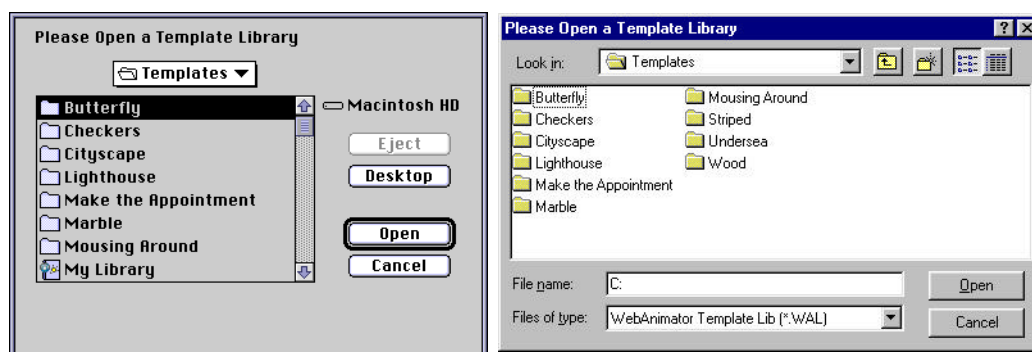 Please Open a Template Library
Templates
Butterfly
Checkers
Cityscape
Lighthouse
Make the Appointment
Marble
Mousing Around
My Library
Macintosh HD
Eject
Desktop
Open
Cancel
Please Open a Template Library
Look in: Templates
Butterfly
Checkers
Cityscape
Lighthouse
Make the Appointment
Marble
Mousing Around
Striped
Undersea
Wood
File name: C:
Open
Files of type: WebAnimator Template Lib (*.WAL)
Cancel